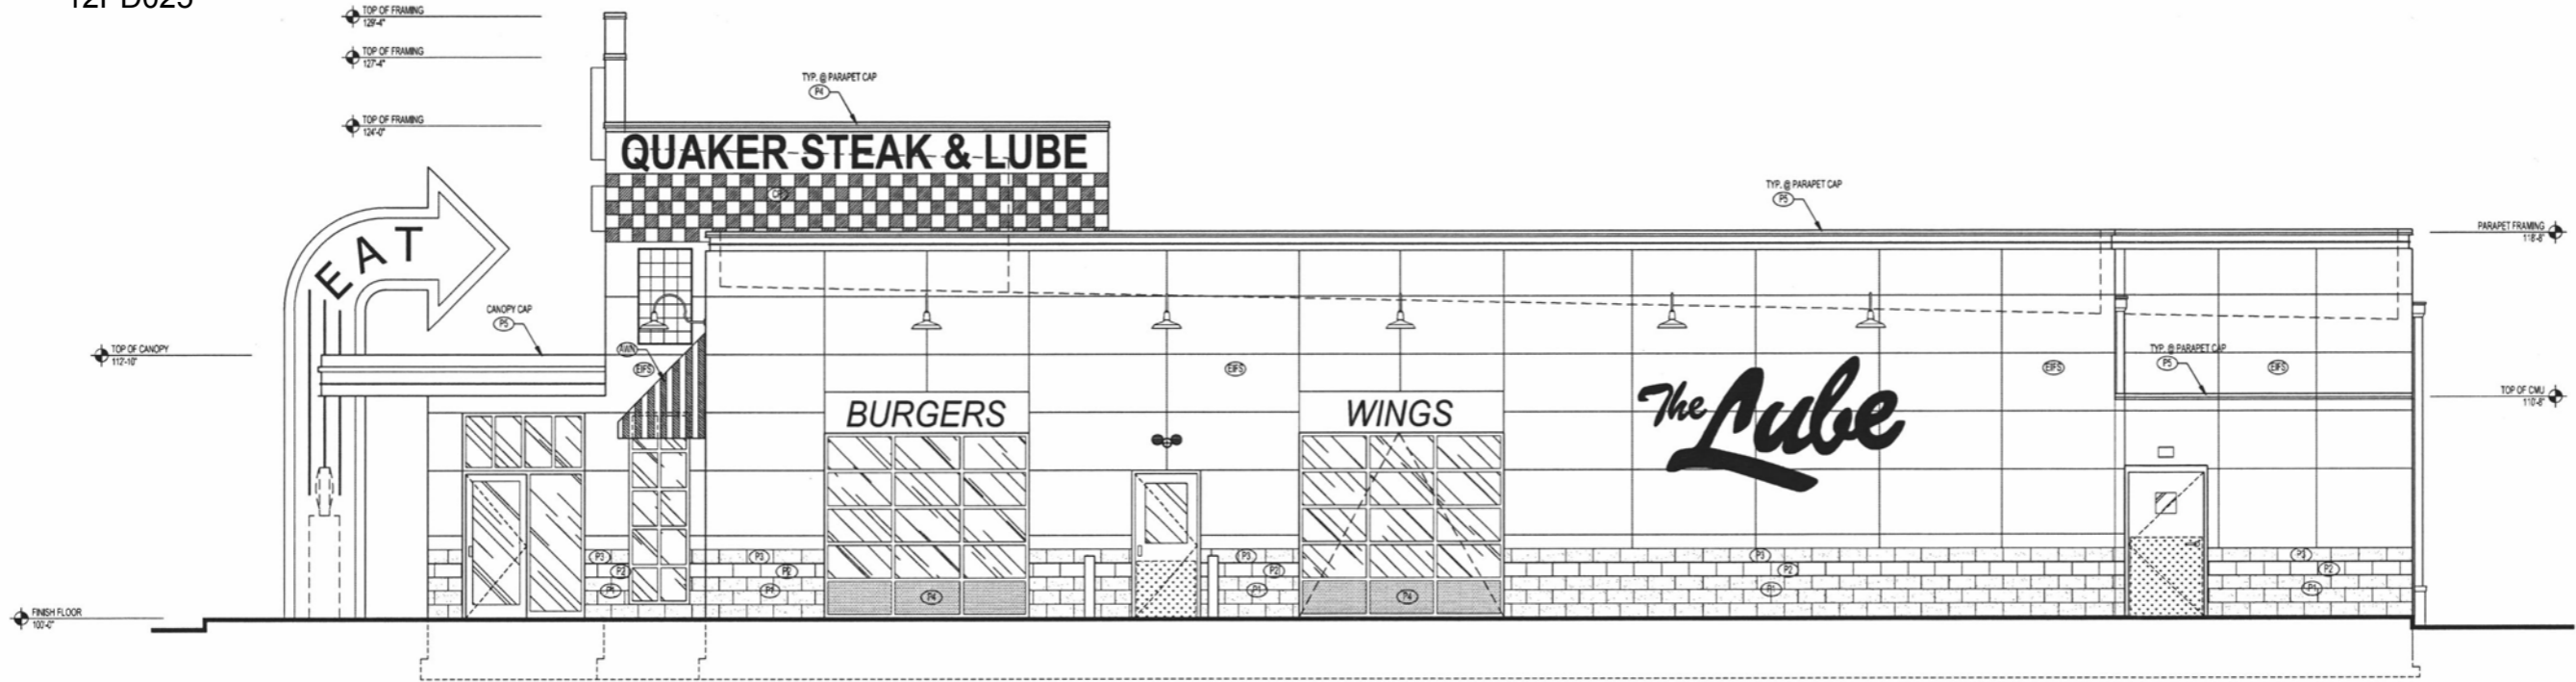 12PD025
TOP OF FRAMING
129'-4"
TOP OF FRAMING
127'-4"
TYP. @ PARAPET CAP
P4
TOP OF FRAMING
124'-0"
QUAKER STEAK & LUBE
TYP. @ PARAPET CAP
P5
PARAPET FRAMING
118'-8"
EAT
CANOPY CAP
P5
TOP OF CANOPY
112'-10"
AWN
EIFS
EIFS
EIFS
TYP. @ PARAPET CAP
P5
EIFS
TOP OF CMU
110'-8"
BURGERS
WINGS
The Lube
P3
P3
P3
P3
P3
P2
P2
P2
P2
P2
P1
P1
P1
P4
P4
FINISH FLOOR
100'-0"